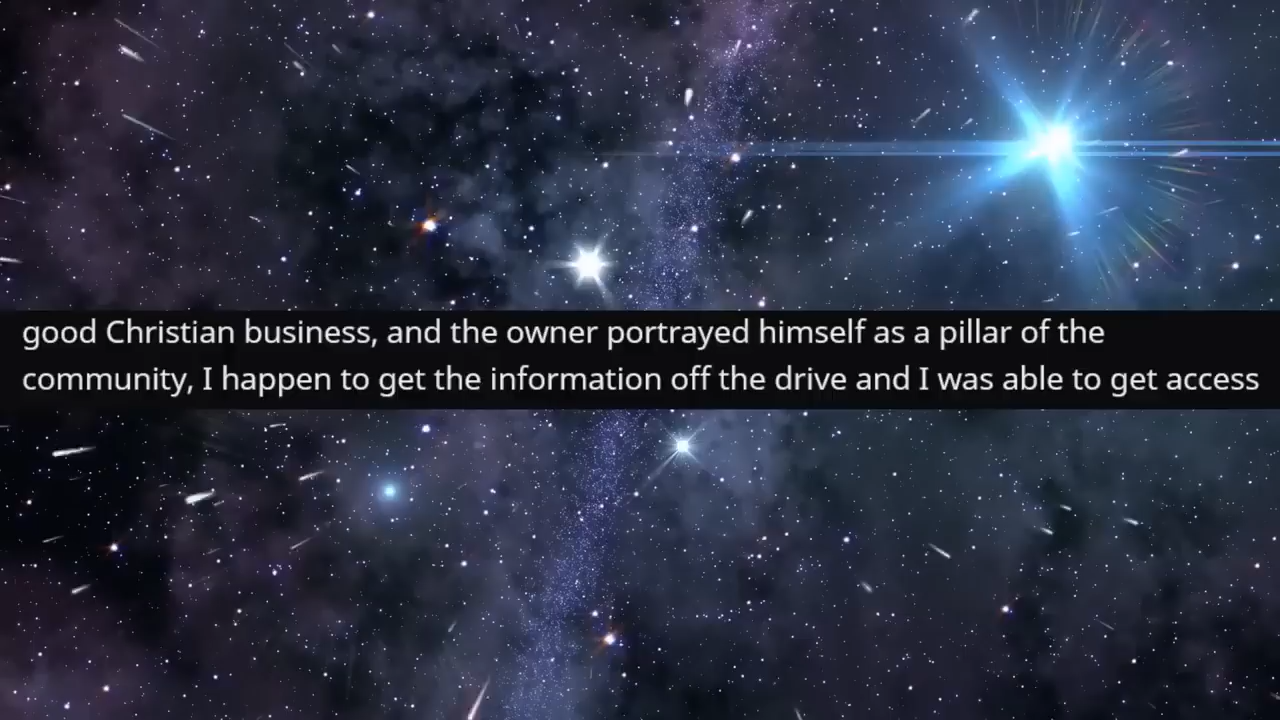 good Christian business, and the owner portrayed himself as a pillar of the
community, I happen to get the information off the drive and I was able to get access